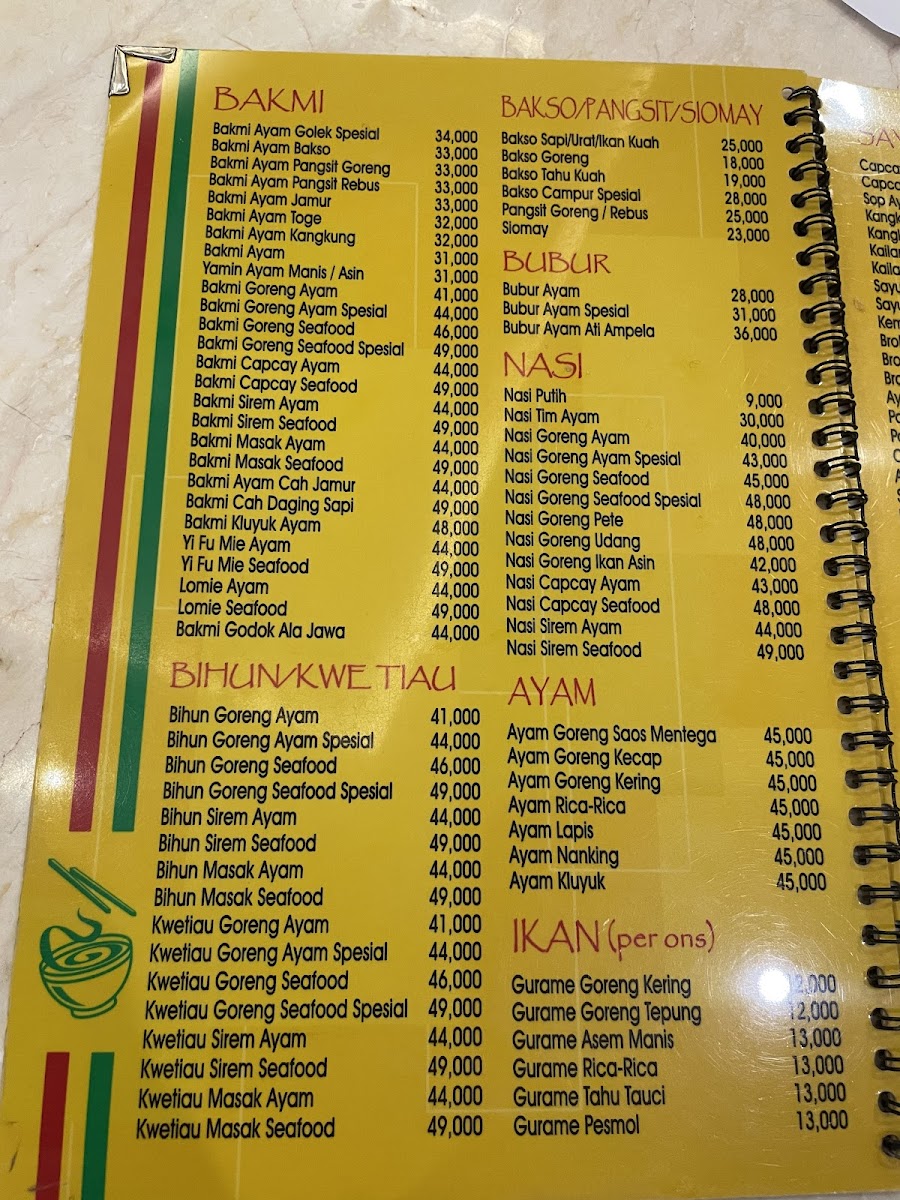 BAKMI
Bakmi Ayam Golek Spesial 34,000
Bakmi Ayam Bakso 33,000
Bakmi Ayam Pangsit Goreng 33,000
Bakmi Ayam Pangsit Rebus 33,000
Bakmi Ayam Jamur 33,000
Bakmi Ayam Toge 32,000
Bakmi Ayam Kangkung 32,000
Bakmi Ayam 31,000
Yamin Ayam Manis / Asin 31,000
Bakmi Goreng Ayam 41,000
Bakmi Goreng Ayam Spesial 44,000
Bakmi Goreng Seafood 46,000
Bakmi Goreng Seafood Spesial 49,000
Bakmi Capcay Ayam 44,000
Bakmi Capcay Seafood 49,000
Bakmi Sirem Ayam 44,000
Bakmi Sirem Seafood 49,000
Bakmi Masak Ayam 44,000
Bakmi Masak Seafood 49,000
Bakmi Ayam Cah Jamur 44,000
Bakmi Cah Daging Sapi 49,000
Bakmi Kluyuk Ayam 48,000
Yi Fu Mie Ayam 44,000
Yi Fu Mie Seafood 49,000
Lomie Ayam 44,000
Lomie Seafood 49,000
Bakmi Godok Ala Jawa 44,000
BIHUN/KWE TIAU
Bihun Goreng Ayam 41,000
Bihun Goreng Ayam Spesial 44,000
Bihun Goreng Seafood 46,000
Bihun Goreng Seafood Spesial 49,000
Bihun Sirem Ayam 44,000
Bihun Sirem Seafood 49,000
Bihun Masak Ayam 44,000
Bihun Masak Seafood 49,000
Kwetiau Goreng Ayam 41,000
Kwetiau Goreng Ayam Spesial 44,000
Kwetiau Goreng Seafood 46,000
Kwetiau Goreng Seafood Spesial 49,000
Kwetiau Sirem Ayam 44,000
Kwetiau Sirem Seafood 49,000
Kwetiau Masak Ayam 44,000
Kwetiau Masak Seafood 49,000
BAKSO/PANGSIT/SIOMAY
Bakso Sapi/Urat/Ikan Kuah 25,000
Bakso Goreng 18,000
Bakso Tahu Kuah 19,000
Bakso Campur Spesial 28,000
Pangsit Goreng / Rebus 25,000
Siomay 23,000
BUBUR
Bubur Ayam 28,000
Bubur Ayam Spesial 31,000
Bubur Ayam Ati Ampela 36,000
NASI
Nasi Putih 9,000
Nasi Tim Ayam 30,000
Nasi Goreng Ayam 40,000
Nasi Goreng Ayam Spesial 43,000
Nasi Goreng Seafood 45,000
Nasi Goreng Seafood Spesial 48,000
Nasi Goreng Pete 48,000
Nasi Goreng Udang 48,000
Nasi Goreng Ikan Asin 42,000
Nasi Capcay Ayam 43,000
Nasi Capcay Seafood 48,000
Nasi Sirem Ayam 44,000
Nasi Sirem Seafood 49,000
AYAM
Ayam Goreng Saos Mentega 45,000
Ayam Goreng Kecap 45,000
Ayam Goreng Kering 45,000
Ayam Rica-Rica 45,000
Ayam Lapis 45,000
Ayam Nanking 45,000
Ayam Kluyuk 45,000
IKAN (per ons)
Gurame Goreng Kering 12,000
Gurame Goreng Tepung 12,000
Gurame Asem Manis 13,000
Gurame Rica-Rica 13,000
Gurame Tahu Tauci 13,000
Gurame Pesmol 13,000